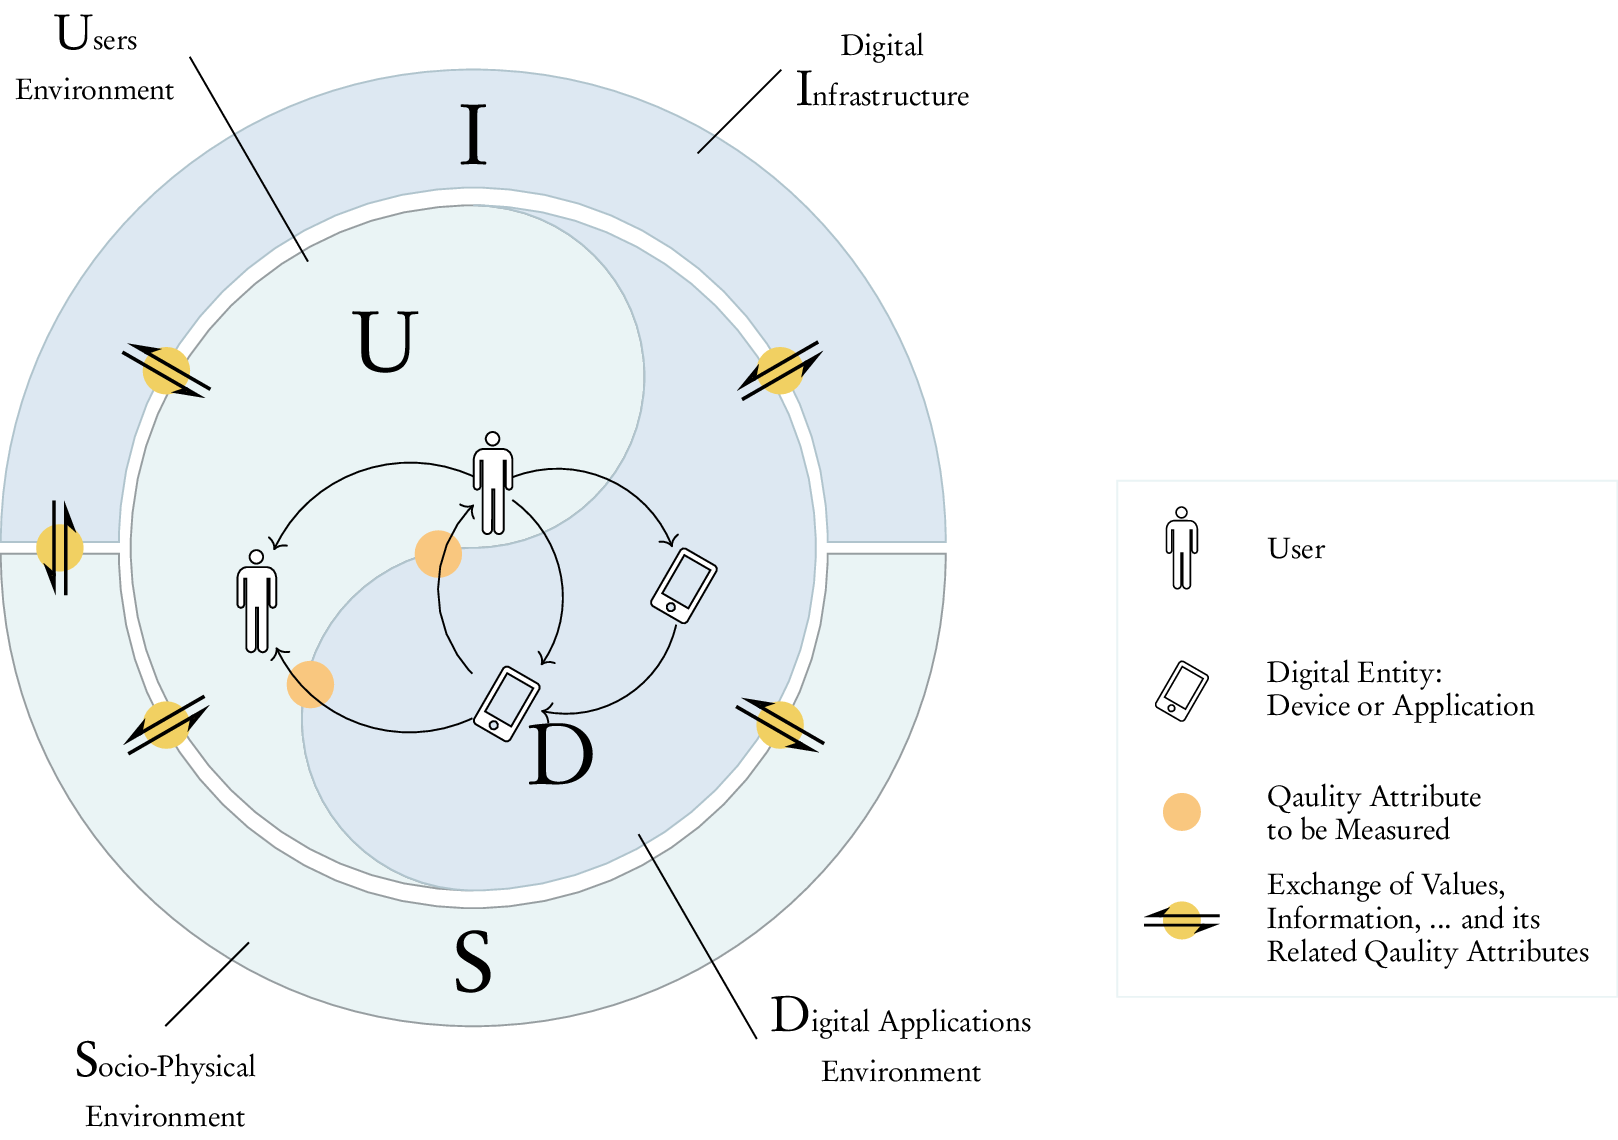 Users
Environment
Digital
Infrastructure
I
U
D
S
Socio-Physical
Environment
Digital Applications
Environment
User
Digital Entity:
Device or Application
Qaulity Attribute
to be Measured
Exchange of Values,
Information, ... and its
Related Qaulity Attributes